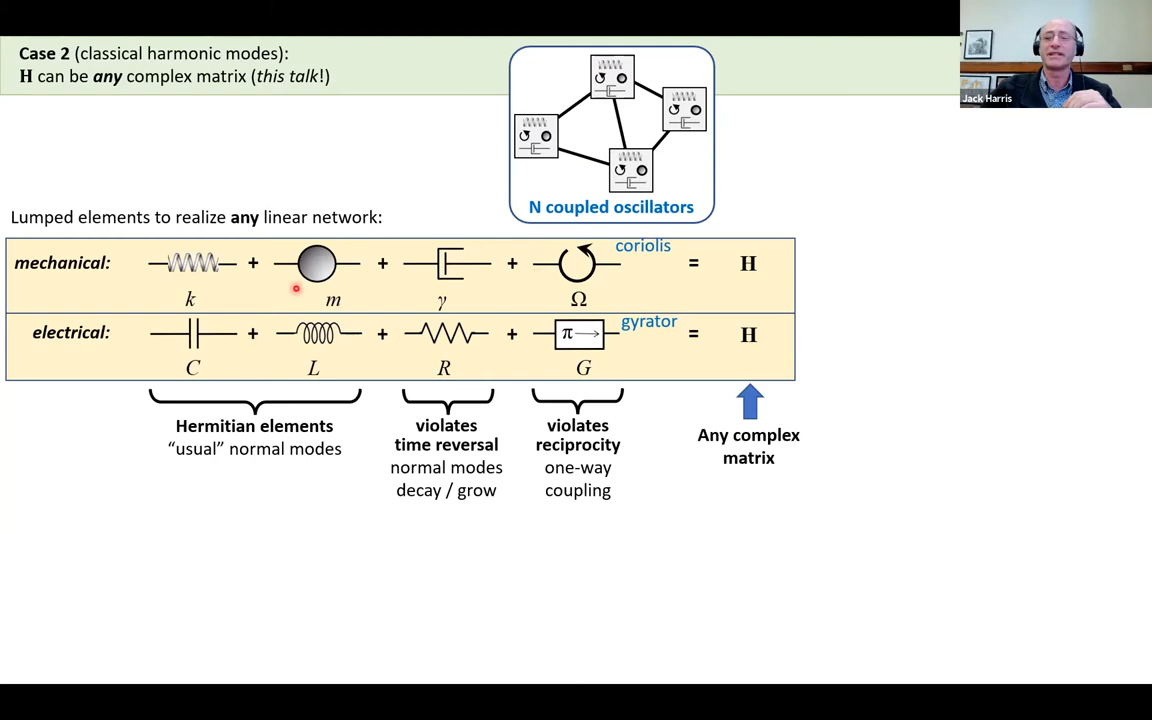 Case 2 (classical harmonic modes):
H can be any complex matrix (this talk!)
Jack Harris
N coupled oscillators
Lumped elements to realize any linear network:
mechanical: + + + coriolis = H
k m γ Ω
electrical: + + + π gyrator = H
C L R G
Hermitian elements
“usual” normal modes
violates
time reversal
normal modes
decay / grow
violates
reciprocity
one-way
coupling
Any complex
matrix